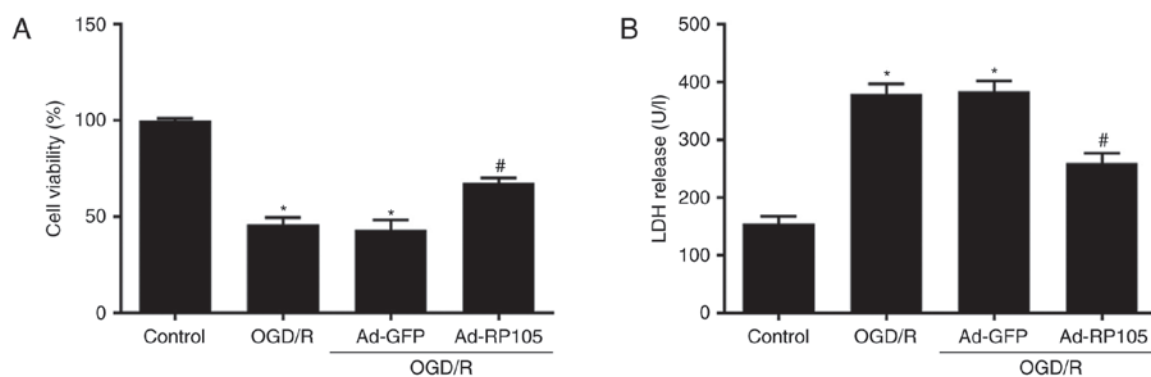 A
Cell viability (%)
150
100
50
0
*
*
#
Control
OGD/R
Ad-GFP
Ad-RP105
OGD/R
B
LDH release (U/l)
500
400
300
200
100
0
*
*
#
Control
OGD/R
Ad-GFP
Ad-RP105
OGD/R